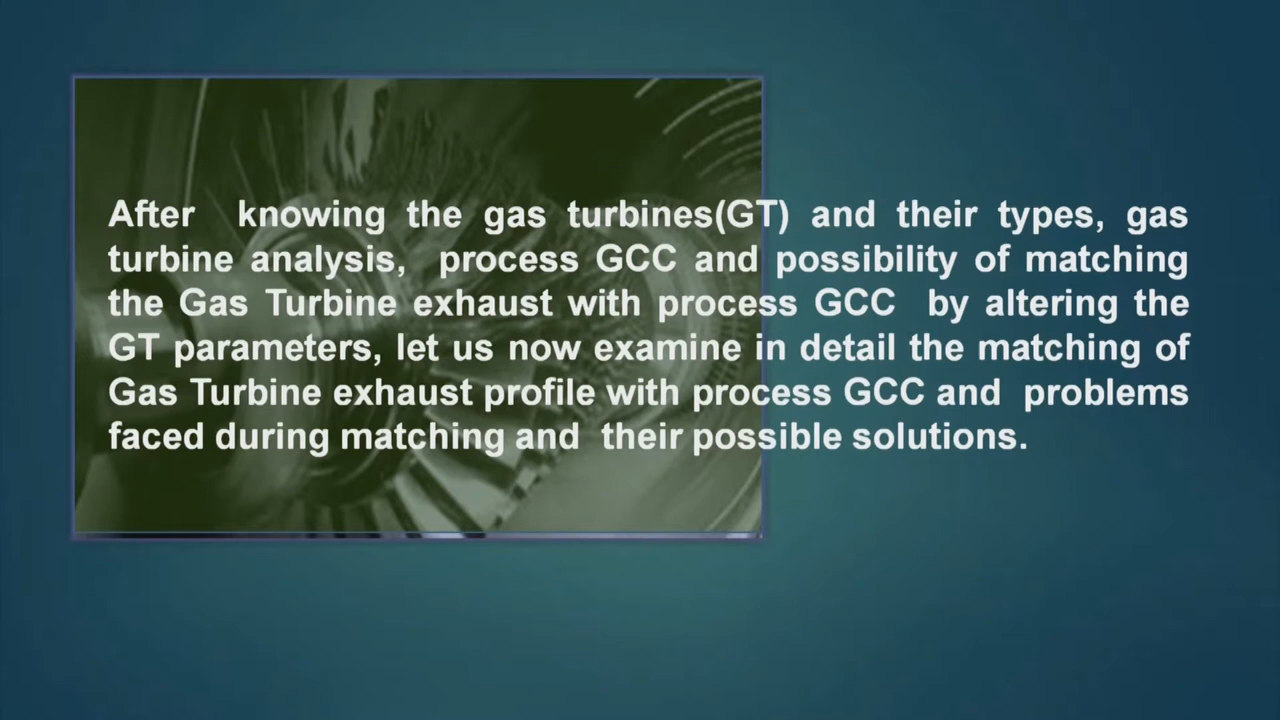 After knowing the gas turbines(GT) and their types, gas
turbine analysis, process GCC and possibility of matching
the Gas Turbine exhaust with process GCC by altering the
GT parameters, let us now examine in detail the matching of
Gas Turbine exhaust profile with process GCC and problems
faced during matching and their possible solutions.